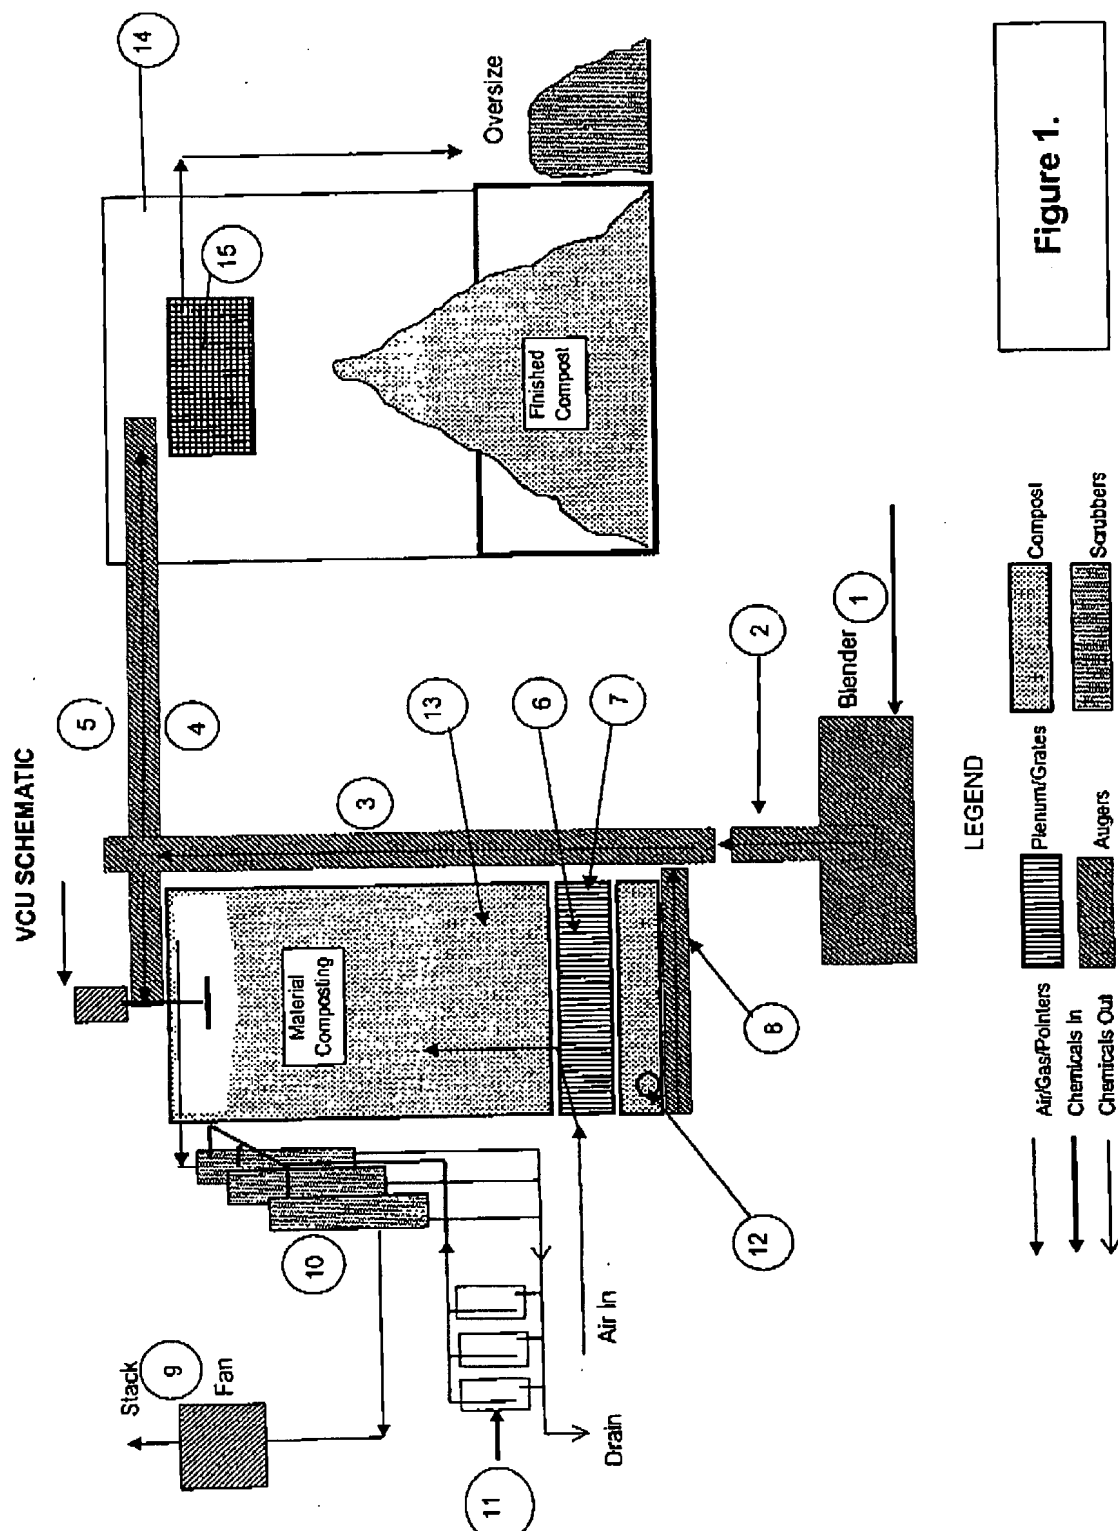 VCU SCHEMATIC
Stack
9
Fan
10
11
Drain
Air In
12
Material
Composting
5
4
3
13
6
7
8
2
Blender
1
14
15
Oversize
Finished
Compost
LEGEND
Air/Gas/Pointers
Chemicals In
Chemicals Out
Plenum/Grates
Augers
Compost
Scrubbers
Figure 1.